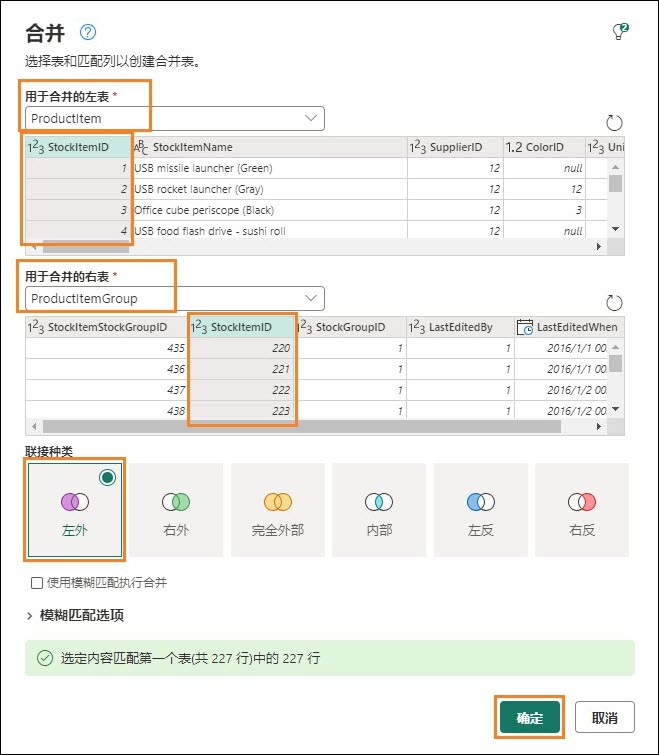 合并
选择表和匹配列以创建合并表。
用于合并的左表 *
ProductItem
1²3 StockItemID ABC StockItemName 1²3 SupplierID 1.2 ColorID 1²3 Uni
1 USB missile launcher (Green) 12 null
2 USB rocket launcher (Gray) 12 12
3 Office cube periscope (Black) 12 3
4 USB food flash drive - sushi roll 12 null
用于合并的右表 *
ProductItemGroup
1²3 StockItemStockGroupID 1²3 StockItemID 1²3 StockGroupID 1²3 LastEditedBy LastEditedWhen
435 220 1 1 2016/1/1 00:
436 221 1 1 2016/1/1 00:
437 222 1 1 2016/1/2 00:
438 223 1 1 2016/1/2 00:
联接种类
左外 右外 完全外部 内部 左反 右反
使用模糊匹配执行合并
模糊匹配选项
选定内容匹配第一个表(共 227 行)中的 227 行
确定 取消